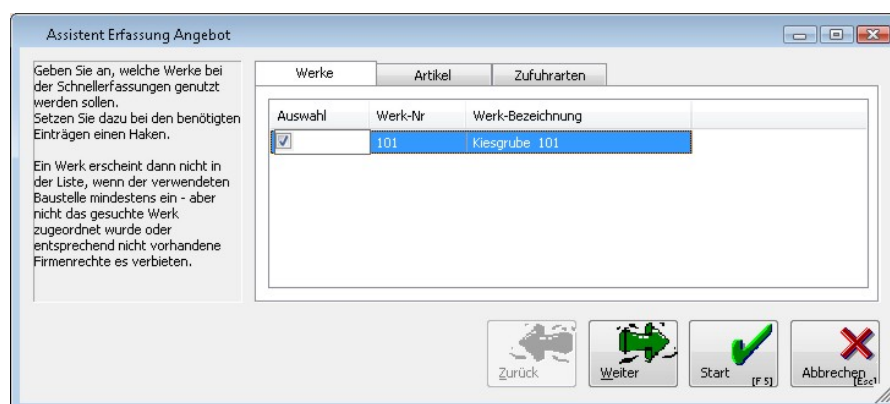 Assistent Erfassung Angebot
Geben Sie an, welche Werke bei
der Schnellerfassungen genutzt
werden sollen.
Setzen Sie dazu bei den benötigten
Einträgen einen Haken.
Ein Werk erscheint dann nicht in
der Liste, wenn der verwendeten
Baustelle mindestens ein - aber
nicht das gesuchte Werk
zugeordnet wurde oder
entsprechend nicht vorhandene
Firmenrechte es verbieten.
Werke Artikel Zufuhrarten
Auswahl Werk-Nr Werk-Bezeichnung
101 Kiesgrube 101
Zurück Weiter Start [F 5] Abbrechen [Esc]